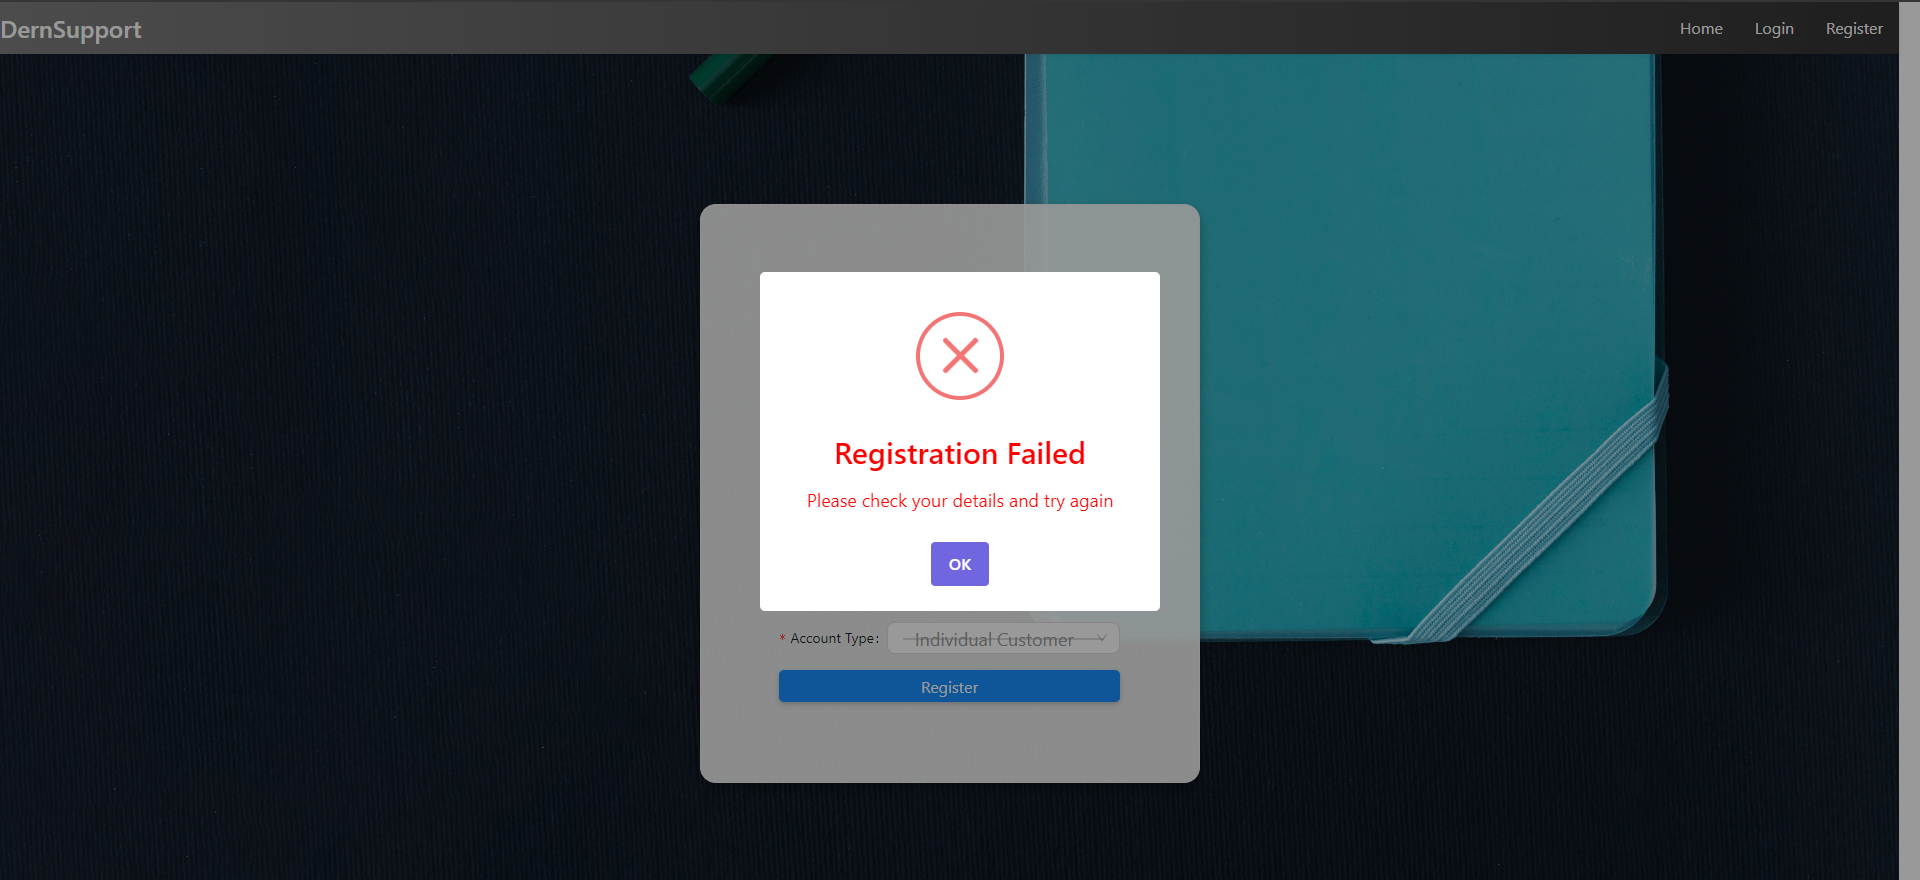 DernSupport
Home Login Register
Registration Failed
Please check your details and try again
OK
* Account Type: Individual Customer
Register